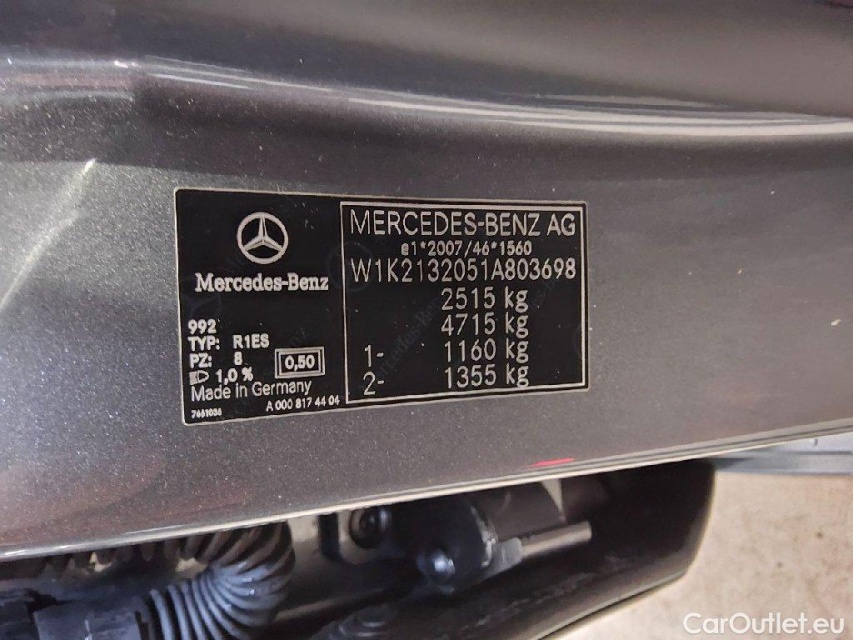 MERCEDES-BENZ AG
e1*2007/46*1560
W1K2132051A803698
2515 kg
4715 kg
1- 1160 kg
2- 1355 kg
Mercedes-Benz
992
TYP: R1ES
PZ: 8
0,50
1,0 %
Made in Germany
7661036 A 000 817 44 04
CarOutlet.eu